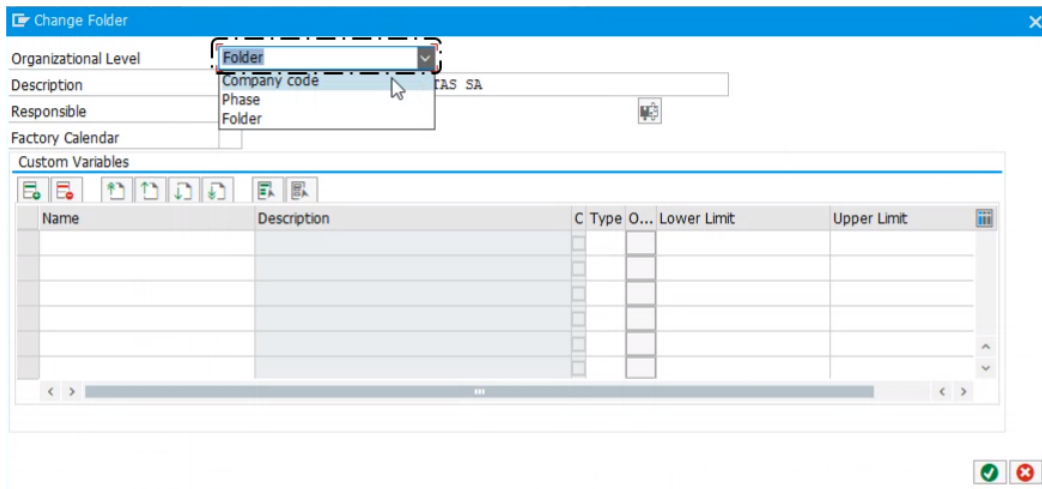 Change Folder
Organizational Level Folder
Company code
Description TAS SA
Phase
Responsible
Folder
Factory Calendar
Custom Variables
Name Description C Type O... Lower Limit Upper Limit